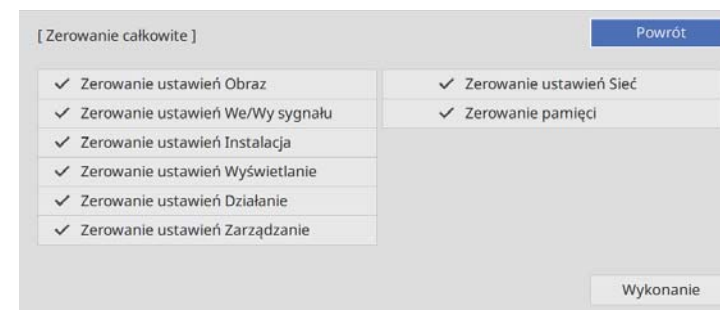 [ Zerowanie całkowite ]
Powrót
Zerowanie ustawień Obraz
Zerowanie ustawień We/Wy sygnału
Zerowanie ustawień Instalacja
Zerowanie ustawień Wyświetlanie
Zerowanie ustawień Działanie
Zerowanie ustawień Zarządzanie
Zerowanie ustawień Sieć
Zerowanie pamięci
Wykonanie